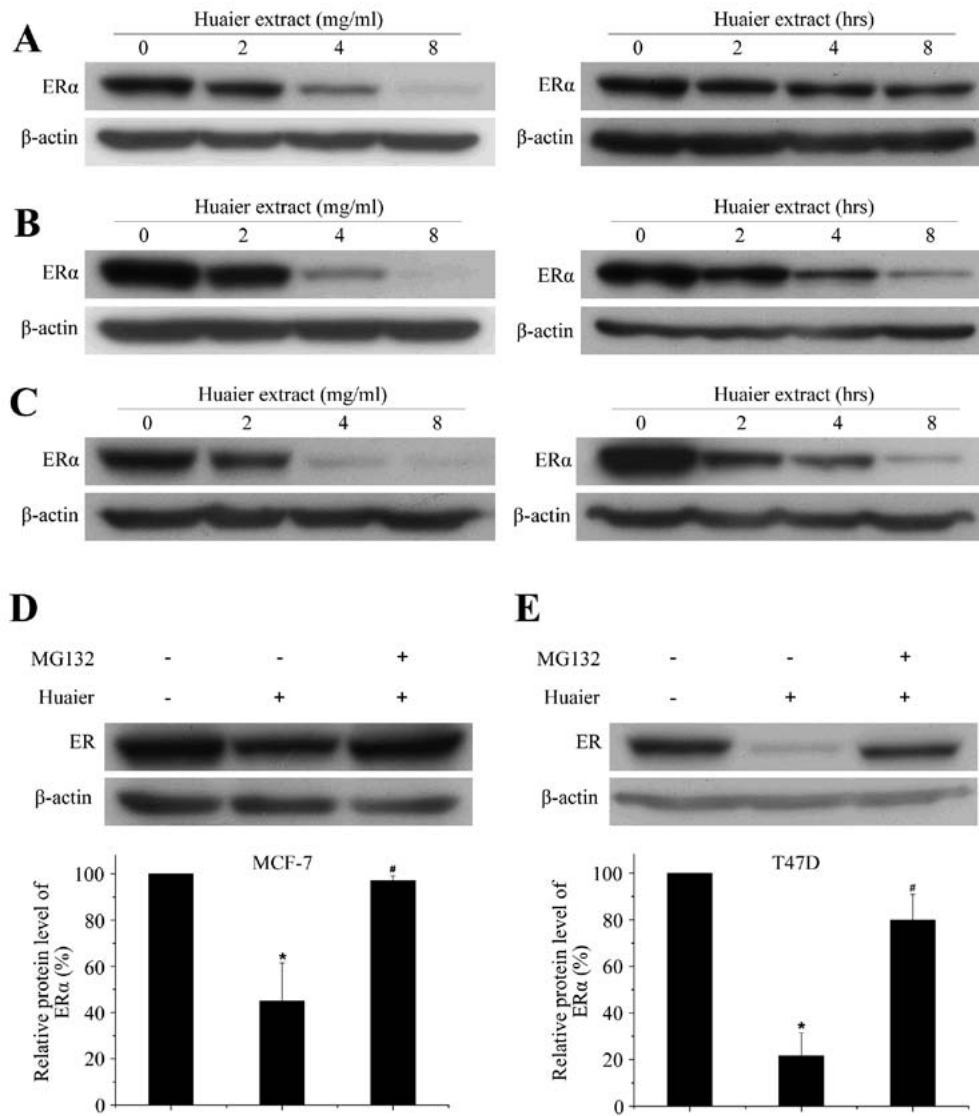 A
Huaier extract (mg/ml)
0 2 4 8
ERα
β-actin
Huaier extract (hrs)
0 2 4 8
ERα
β-actin
B
Huaier extract (mg/ml)
0 2 4 8
ERα
β-actin
Huaier extract (hrs)
0 2 4 8
ERα
β-actin
C
Huaier extract (mg/ml)
0 2 4 8
ERα
β-actin
Huaier extract (hrs)
0 2 4 8
ERα
β-actin
D
MG132 - - +
Huaier - + +
ER
β-actin
MCF-7
Relative protein level of
ERα (%)
100
80
60
40
20
0
*
#
E
MG132 - - +
Huaier - + +
ER
β-actin
T47D
Relative protein level of
ERα (%)
100
80
60
40
20
0
*
#